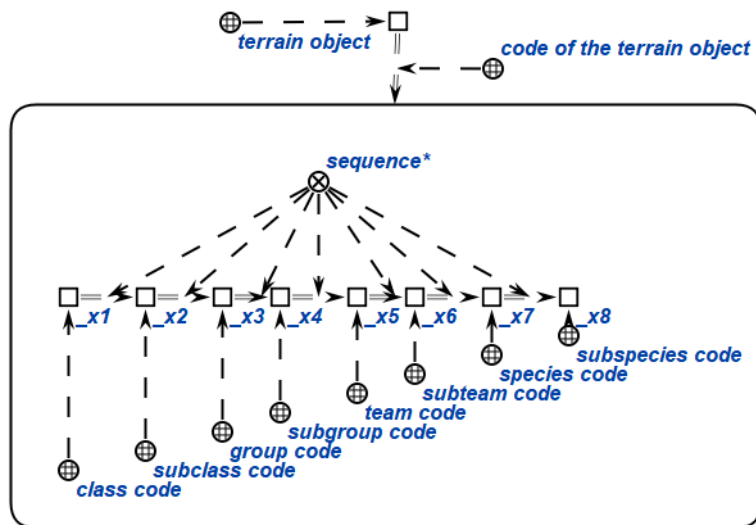 terrain object
code of the terrain object
sequence*
_x1
_x2
_x3
_x4
_x5
_x6
_x7
_x8
subspecies code
species code
subteam code
team code
subgroup code
group code
subclass code
class code